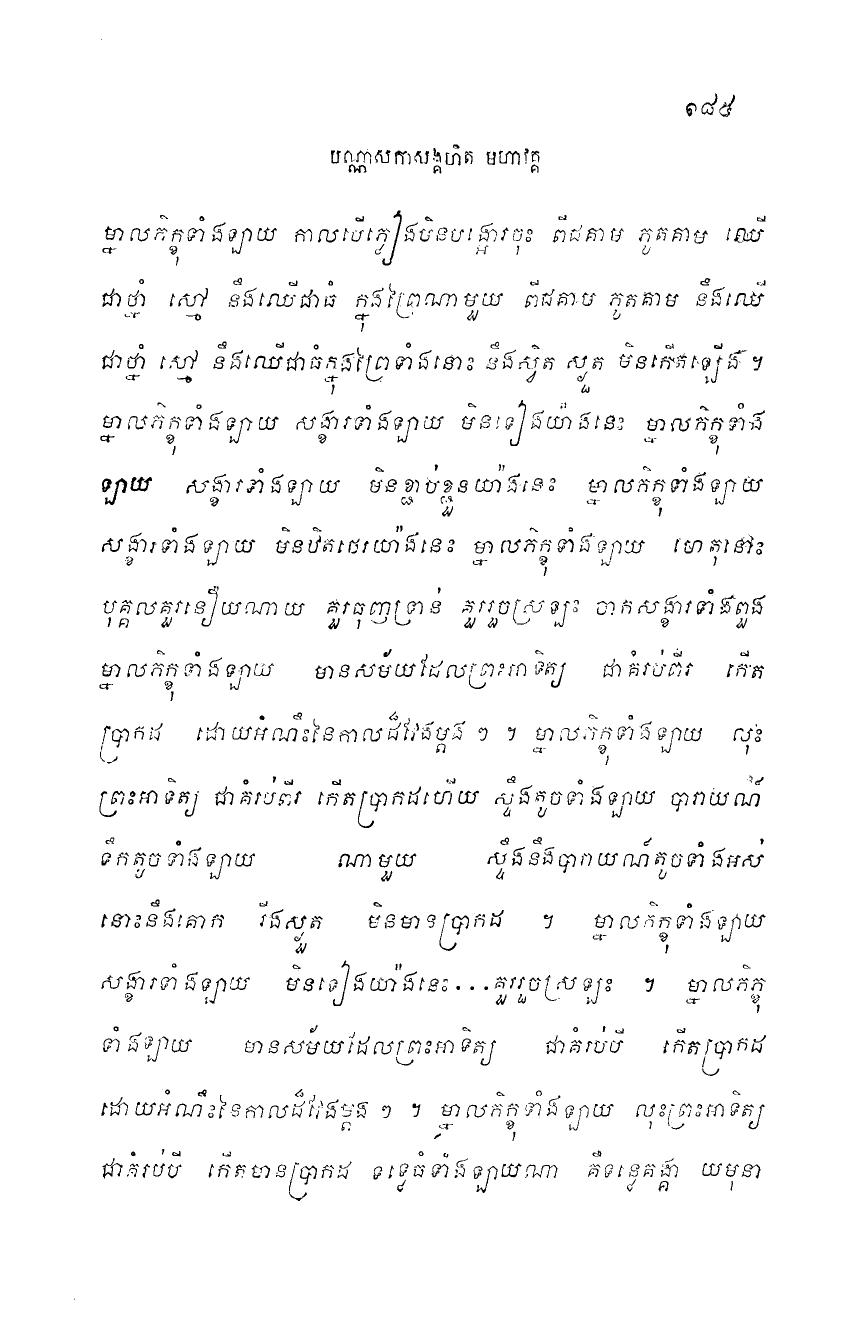 ១៨៥
បណ្ណាសកាសង្គហិត មហាវគ្គ
ម្នាលភិក្ខុទាំងឡាយ កាលបើភ្លៀងមិនបង្អោរចុះ ពីជគាម ភូតគាម ឈើ
ជាថ្នាំ ស្មៅ នឹងឈើជាធំ ក្នុងព្រៃណាមួយ ពីជគាម ភូតគាម នឹងឈើ
ជាថ្នាំ ស្មៅ នឹងឈើជាធំក្នុងព្រៃទាំងនោះ នឹងស្វិត ស្ងួត មិនកើតឡើង ។
ម្នាលភិក្ខុទាំងឡាយ សង្ខារទាំងឡាយ មិនទៀងយ៉ាងនេះ ម្នាលភិក្ខុទាំង
ឡាយ សង្ខារទាំងឡាយ មិនខ្ជាប់ខ្ជួនយ៉ាងនេះ ម្នាលភិក្ខុទាំងឡាយ
សង្ខារទាំងឡាយ មិនឋិតថេរយ៉ាងនេះ ម្នាលភិក្ខុទាំងឡាយ ហេតុនៅះ
បុគ្គលគួរនឿយណាយ គួរធុញទ្រាន់ គួររួចស្រឡះ ចាកសង្ខារទាំងពួង
ម្នាលភិក្ខុទាំងឡាយ មានសម័យដែលព្រះអាទិត្យ ជាគំរប់ពីរ កើត
ប្រាកដ ដោយអំណឹះនៃកាលដ៏វែងម្តង ៗ ។ ម្នាលភិក្ខុទាំងឡាយ លុះ
ព្រះអាទិត្យ ជាគំរប់ពីរ កើតប្រាកដហើយ ស្ទឹងតូចទាំងឡាយ បារាយណ៍
ទឹកតូចទាំងឡាយ ណាមួយ ស្ទឹងនឹងបារាយណ៍តូចទាំងអស់
នោះនឹងគោក រីងស្ងួត មិនមានប្រាកដ ។ ម្នាលភិក្ខុទាំងឡាយ
សង្ខារទាំងឡាយ មិនទៀងយ៉ាងនេះ...គួររួចស្រឡះ ។ ម្នាលភិក្ខុ
ទាំងឡាយ មានសម័យដែលព្រះអាទិត្យ ជាគំរប់បី កើតប្រាកដ
ដោយអំណឹះនៃកាលដ៏វែងម្តង ៗ ។ ម្នាលភិក្ខុទាំងឡាយ លុះព្រះអាទិត្យ
ជាគំរប់បី កើតមានប្រាកដ ទទ្ងេធំទាំងឡាយណា គឺទន្លេគង្គា យមុនា